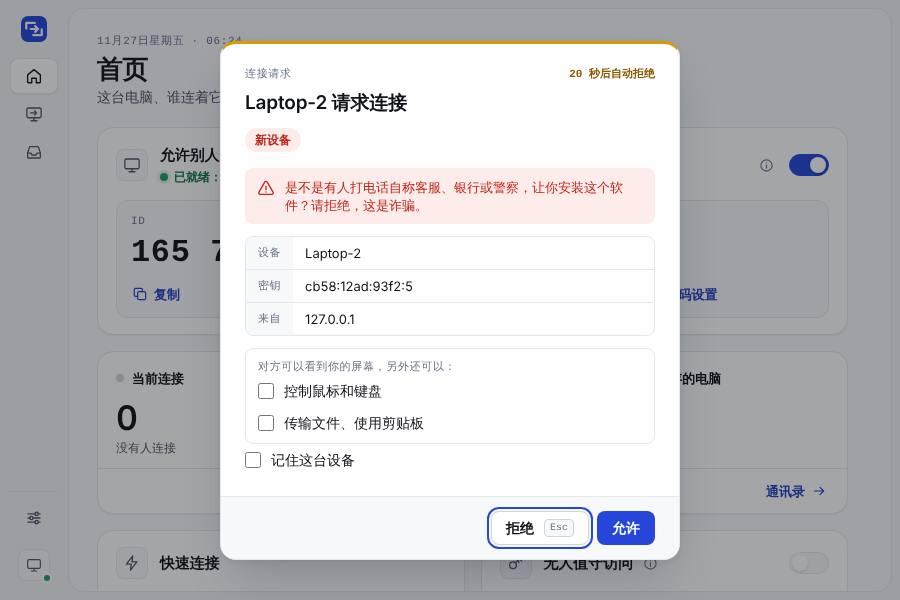 11月27日星期五 · 06:24
首页
这台电脑、谁连着它
允许别人
已就绪：
ID
165 7
复制
码设置
当前连接
0
没有人连接
的电脑
通讯录
快速连接
无人值守访问
连接请求
20 秒后自动拒绝
Laptop-2 请求连接
新设备
是不是有人打电话自称客服、银行或警察，让你安装这个软
件？请拒绝，这是诈骗。
设备 Laptop-2
密钥 cb58:12ad:93f2:5
来自 127.0.0.1
对方可以看到你的屏幕，另外还可以：
控制鼠标和键盘
传输文件、使用剪贴板
记住这台设备
拒绝 Esc
允许